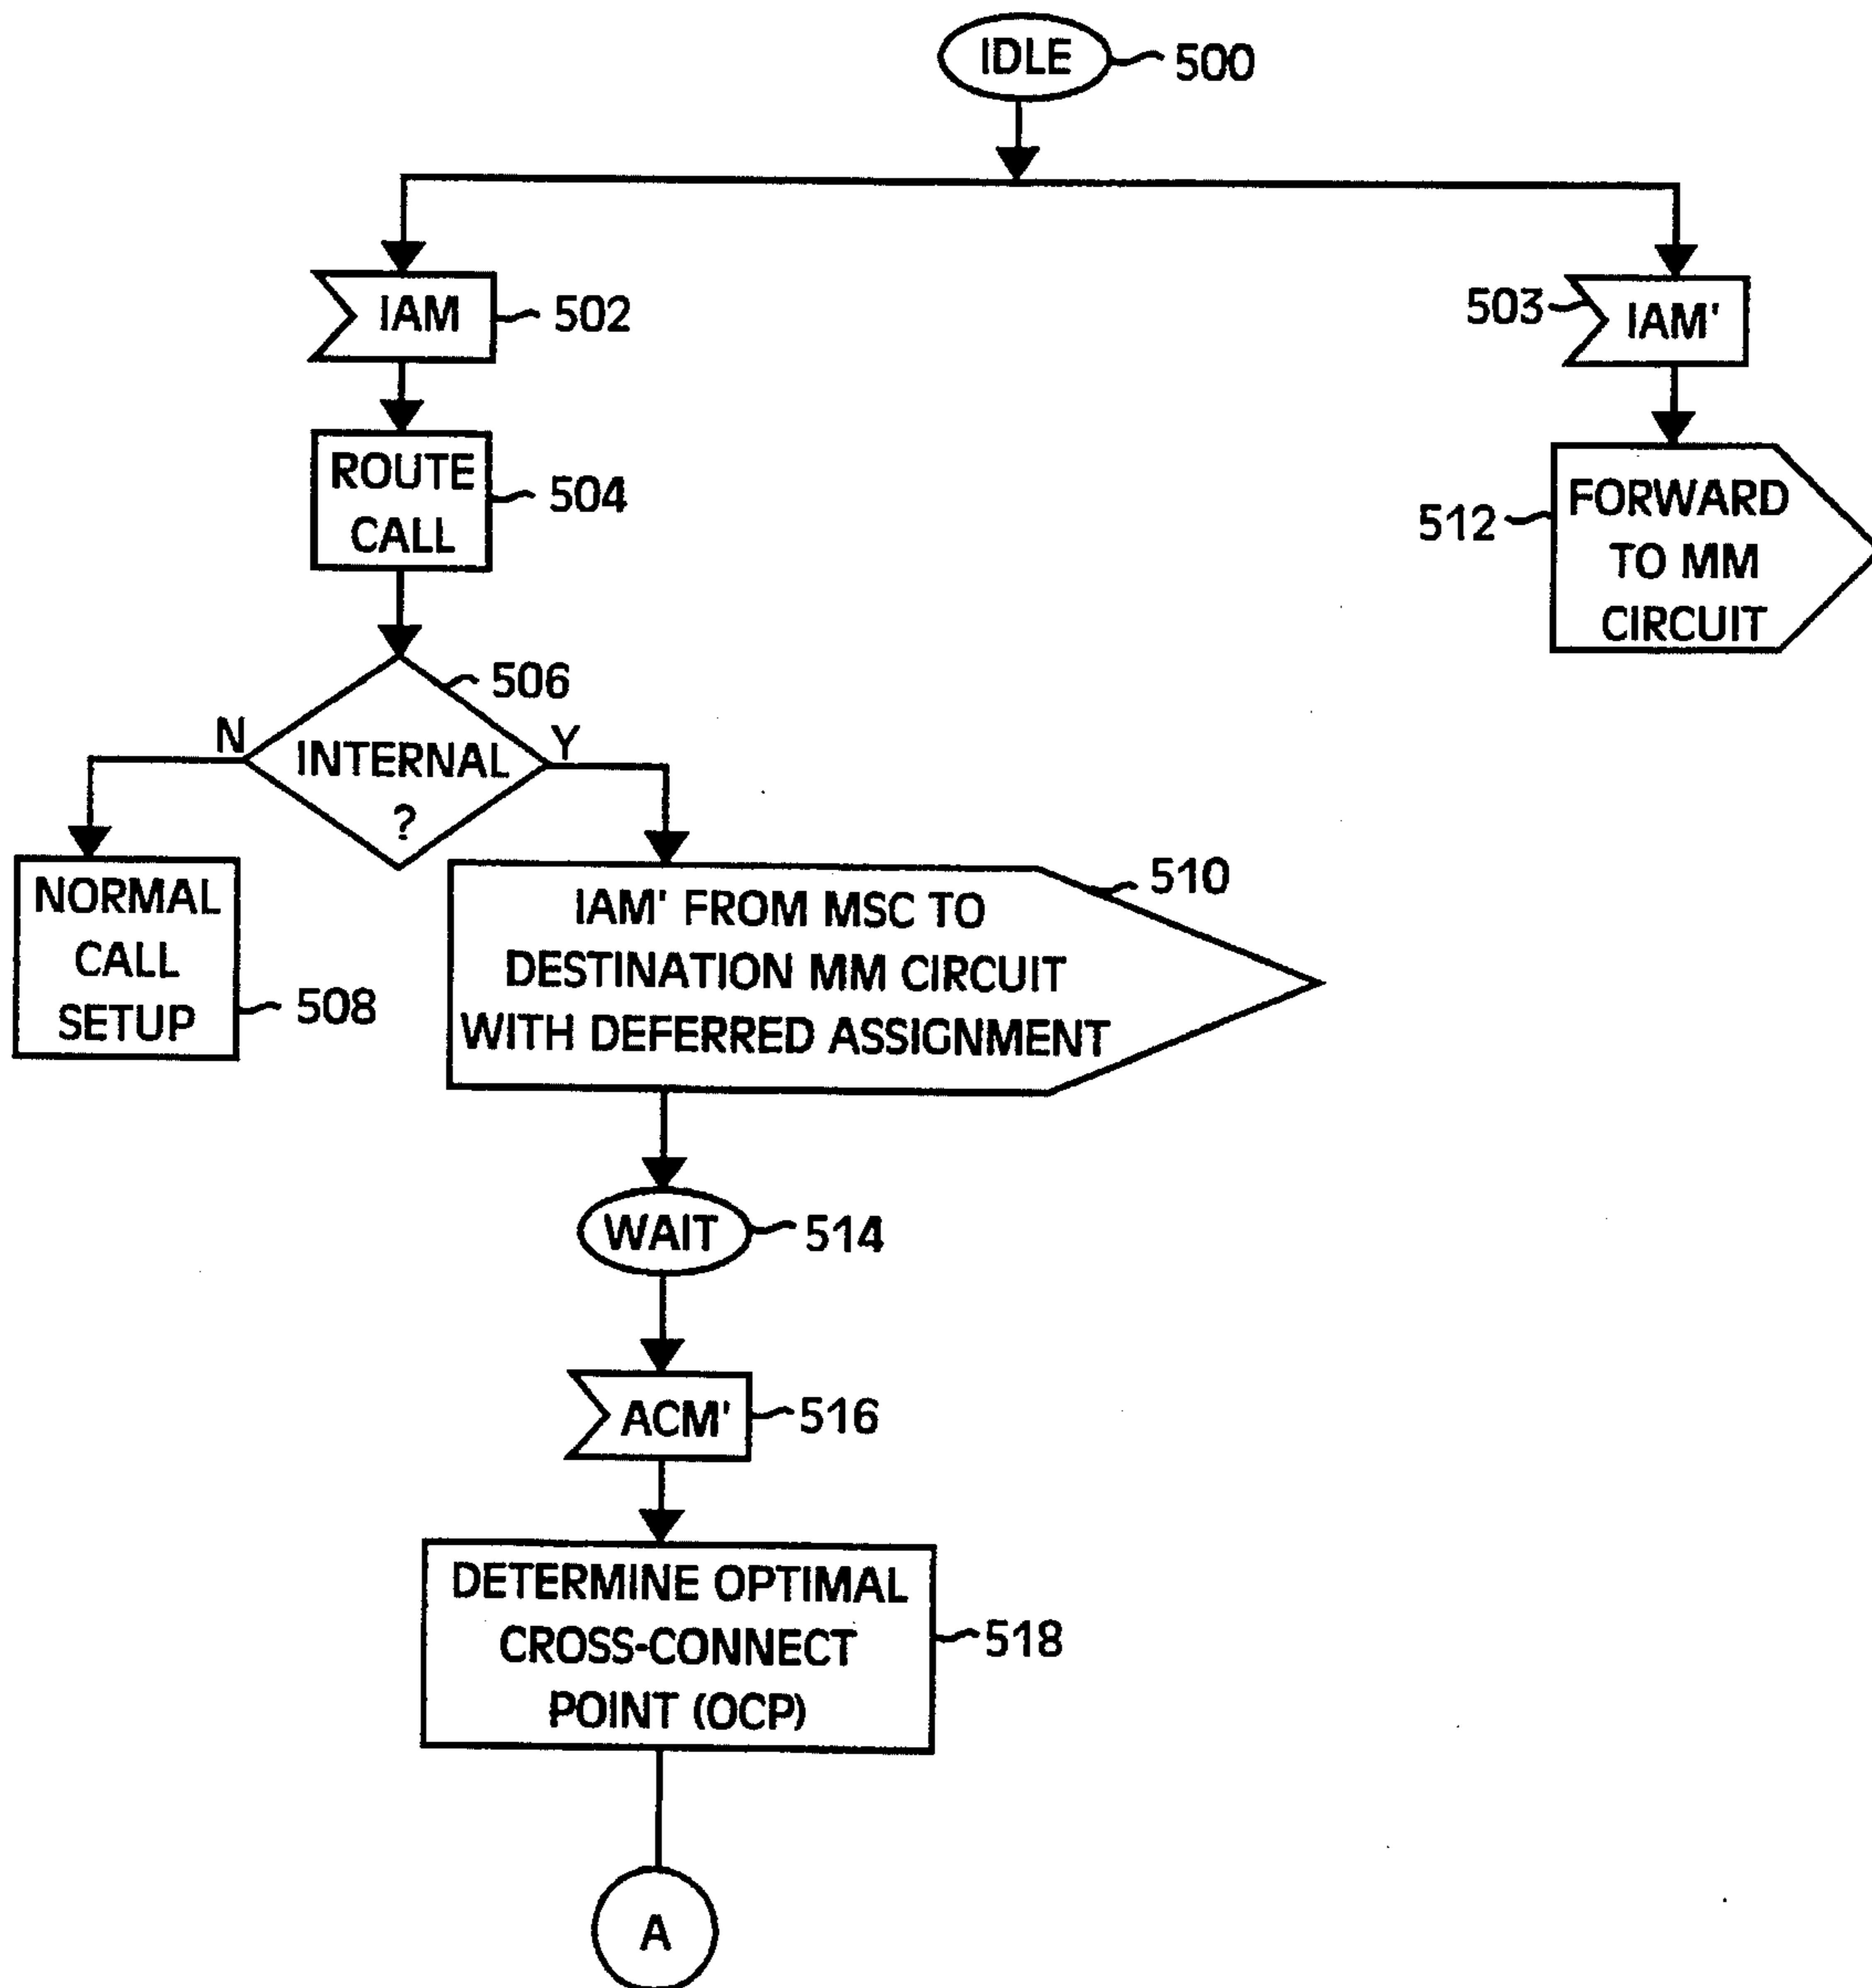 IDLE
500
IAM
502
503
IAM'
ROUTE
CALL
504
512
FORWARD
TO MM
CIRCUIT
506
N
Y
INTERNAL
?
NORMAL
CALL
SETUP
508
510
IAM' FROM MSC TO
DESTINATION MM CIRCUIT
WITH DEFERRED ASSIGNMENT
WAIT
514
ACM'
516
DETERMINE OPTIMAL
CROSS-CONNECT
POINT (OCP)
518
A